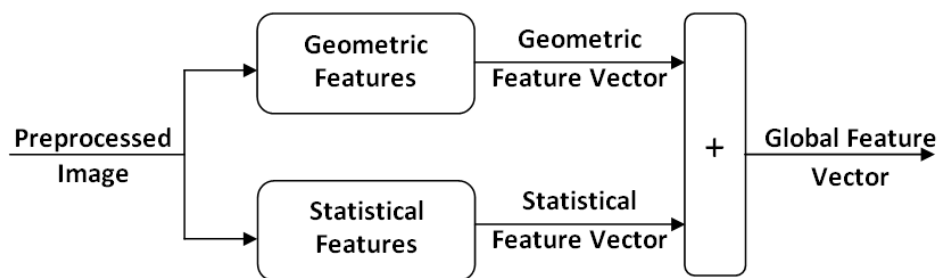 Preprocessed
Image
Geometric
Features
Geometric
Feature Vector
Statistical
Features
Statistical
Feature Vector
+
Global Feature
Vector